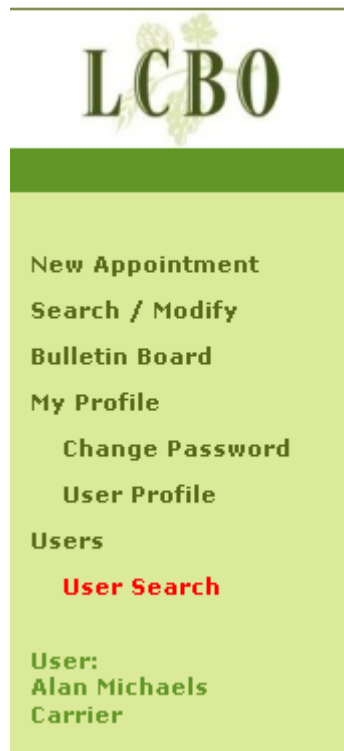 LCBO
New Appointment
Search / Modify
Bulletin Board
My Profile
Change Password
User Profile
Users
User Search
User:
Alan Michaels
Carrier